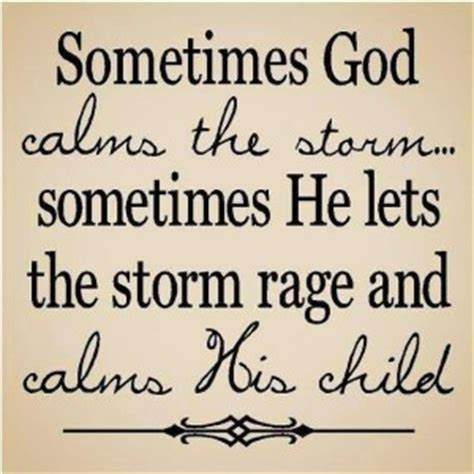 Sometimes God
calms the storm...
sometimes He lets
the storm rage and
calms His child